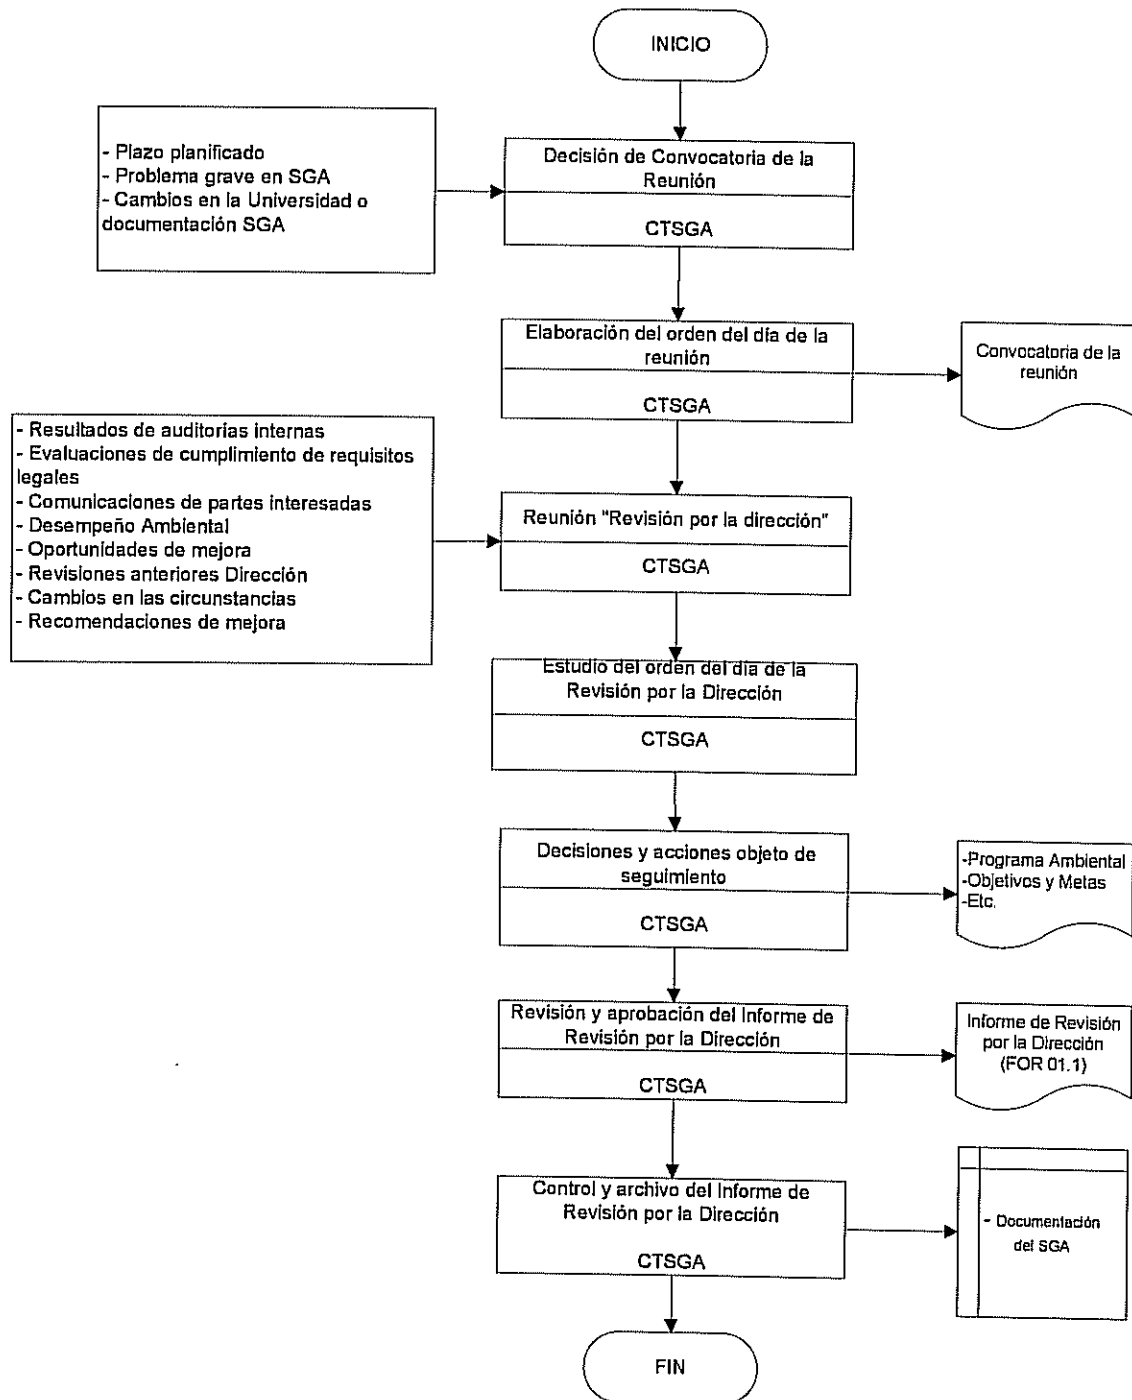 INICIO
- Plazo planificado
- Problema grave en SGA
- Cambios en la Universidad o
documentación SGA
Decisión de Convocatoria de la
Reunión
CTSGA
Elaboración del orden del día de la
reunión
CTSGA
Convocatoria de la
reunión
- Resultados de auditorías internas
- Evaluaciones de cumplimiento de requisitos
legales
- Comunicaciones de partes interesadas
- Desempeño Ambiental
- Oportunidades de mejora
- Revisiones anteriores Dirección
- Cambios en las circunstancias
- Recomendaciones de mejora
Reunión "Revisión por la dirección"
CTSGA
Estudio del orden del día de la
Revisión por la Dirección
CTSGA
Decisiones y acciones objeto de
seguimiento
CTSGA
-Programa Ambiental
-Objetivos y Metas
-Etc.
Revisión y aprobación del Informe de
Revisión por la Dirección
CTSGA
Informe de Revisión
por la Dirección
(FOR 01.1)
Control y archivo del Informe de
Revisión por la Dirección
CTSGA
- Documentación
del SGA
FIN